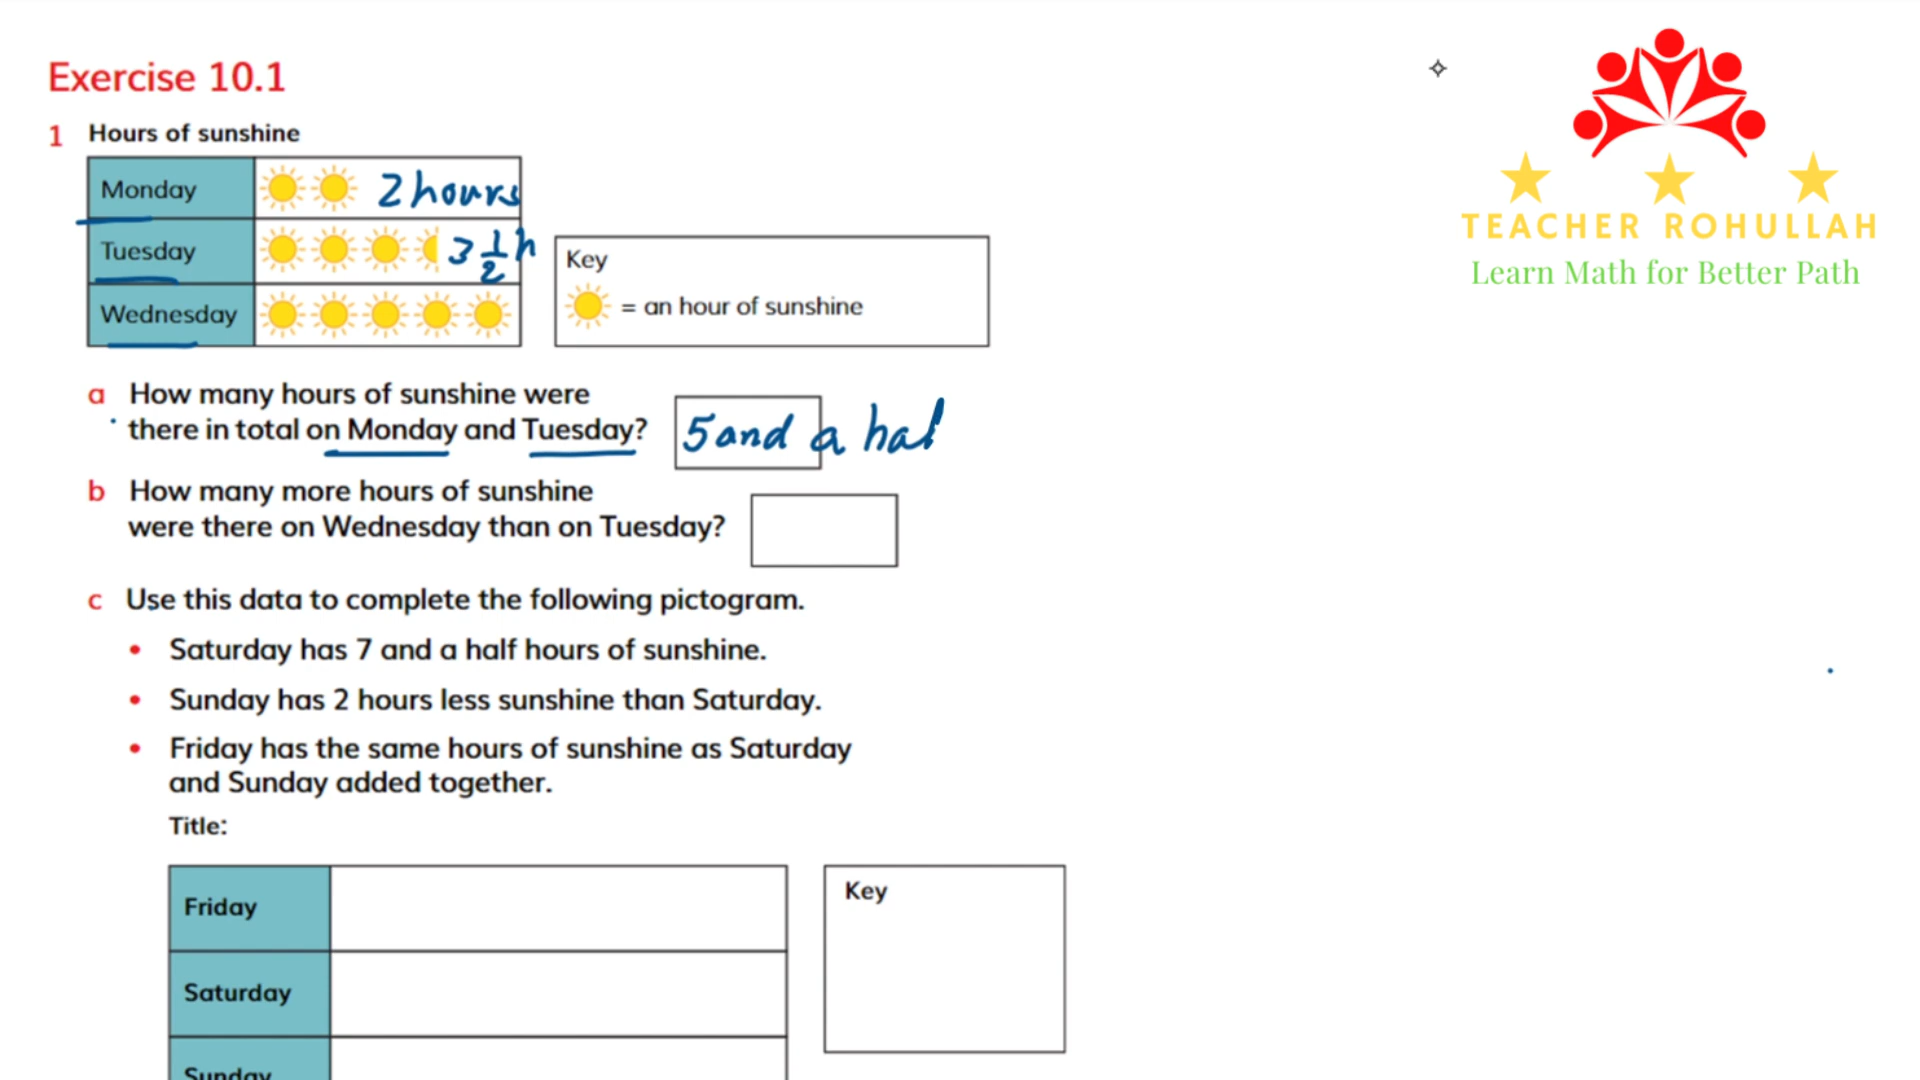 Exercise 10.1
1 Hours of sunshine
Monday 2 hours
Tuesday 3 1/2 h
Wednesday
Key
= an hour of sunshine
a How many hours of sunshine were
there in total on Monday and Tuesday?
5 and a hal
b How many more hours of sunshine
were there on Wednesday than on Tuesday?
c Use this data to complete the following pictogram.
• Saturday has 7 and a half hours of sunshine.
• Sunday has 2 hours less sunshine than Saturday.
• Friday has the same hours of sunshine as Saturday
and Sunday added together.
Title:
Friday
Saturday
Sunday
Key
TEACHER ROHULLAH
Learn Math for Better Path